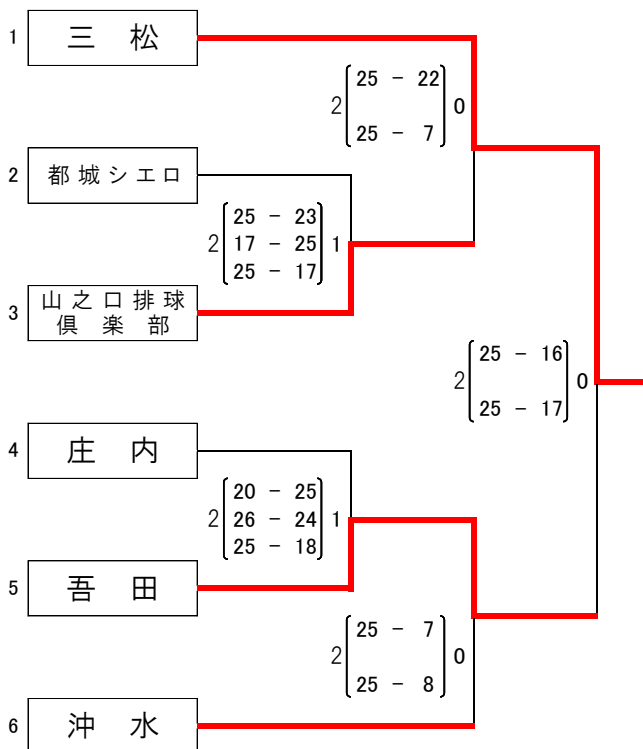 1 三 松
25 - 22
2 0
25 - 7
2 都城シエロ
25 - 23
2 17 - 25 1
25 - 17
3 山之口排球
倶楽部
25 - 16
2 0
25 - 17
4 庄 内
20 - 25
2 26 - 24 1
25 - 18
5 吾 田
25 - 7
2 0
25 - 8
6 沖 水